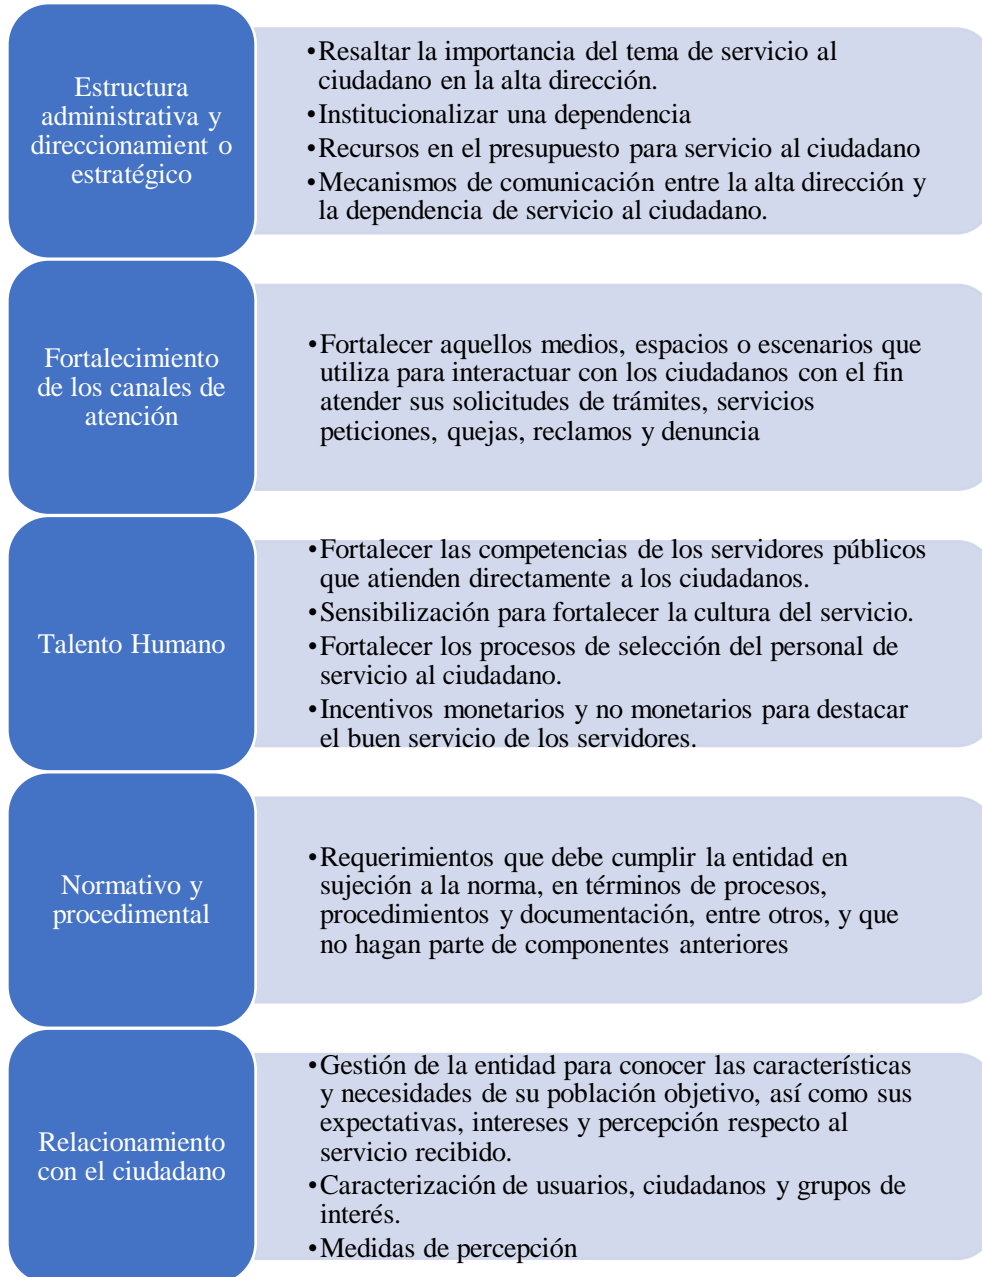 Estructura
administrativa y
direccionamient o
estratégico
•Resaltar la importancia del tema de servicio al
ciudadano en la alta dirección.
•Institucionalizar una dependencia
•Recursos en el presupuesto para servicio al ciudadano
•Mecanismos de comunicación entre la alta dirección y
la dependencia de servicio al ciudadano.
Fortalecimiento
de los canales de
atención
•Fortalecer aquellos medios, espacios o escenarios que
utiliza para interactuar con los ciudadanos con el fin
atender sus solicitudes de trámites, servicios
peticiones, quejas, reclamos y denuncia
Talento Humano
•Fortalecer las competencias de los servidores públicos
que atienden directamente a los ciudadanos.
•Sensibilización para fortalecer la cultura del servicio.
•Fortalecer los procesos de selección del personal de
servicio al ciudadano.
•Incentivos monetarios y no monetarios para destacar
el buen servicio de los servidores.
Normativo y
procedimental
•Requerimientos que debe cumplir la entidad en
sujeción a la norma, en términos de procesos,
procedimientos y documentación, entre otros, y que
no hagan parte de componentes anteriores
Relacionamiento
con el ciudadano
•Gestión de la entidad para conocer las características
y necesidades de su población objetivo, así como sus
expectativas, intereses y percepción respecto al
servicio recibido.
•Caracterización de usuarios, ciudadanos y grupos de
interés.
•Medidas de percepción